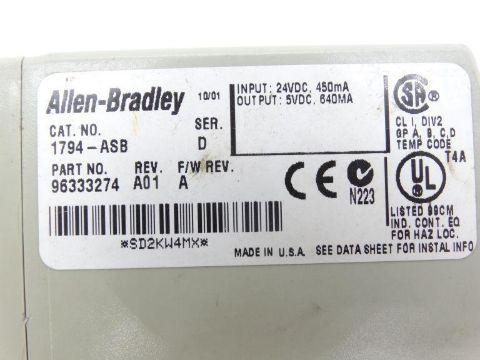 Allen-Bradley 10/01
INPUT: 24VDC, 450mA
OUTPUT: 5VDC, 640MA
CAT. NO. SER.
1794-ASB D
PART NO. REV. F/W REV.
96333274 A01 A
*SD2KW4MX*
CE
N223
SA
CL I, DIV2
GP A, B, C, D
TEMP CODE
T4A
UL
LISTED 99CM
IND. CONT. EQ
FOR HAZ LOC.
MADE IN U.S.A. SEE DATA SHEET FOR INSTAL INFO